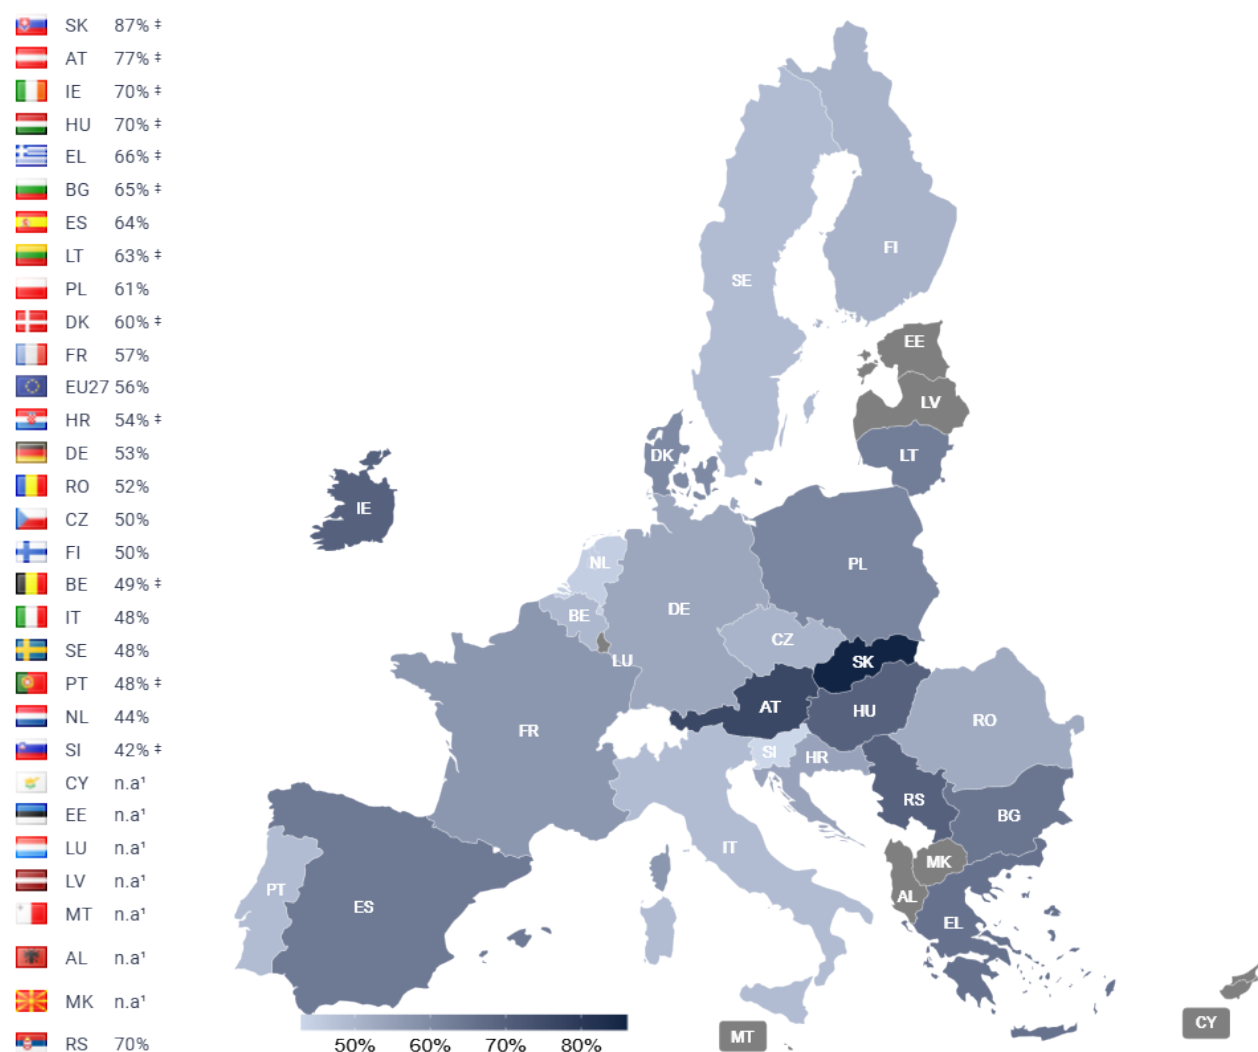 SK 87% ‡
AT 77% ‡
IE 70% ‡
HU 70% ‡
EL 66% ‡
BG 65% ‡
ES 64%
LT 63% ‡
PL 61%
DK 60% ‡
FR 57%
EU27 56%
HR 54% ‡
DE 53%
RO 52%
CZ 50%
FI 50%
BE 49% ‡
IT 48%
SE 48%
PT 48% ‡
NL 44%
SI 42% ‡
CY n.a¹
EE n.a¹
LU n.a¹
LV n.a¹
MT n.a¹
AL n.a¹
MK n.a¹
RS 70%
FI
SE
EE
LV
LT
DK
IE
NL
PL
DE
BE
CZ
LU
SK
AT
HU
RO
FR
SI
HR
RS
BG
IT
MK
PT
AL
ES
EL
CY
MT
50% 60% 70% 80%